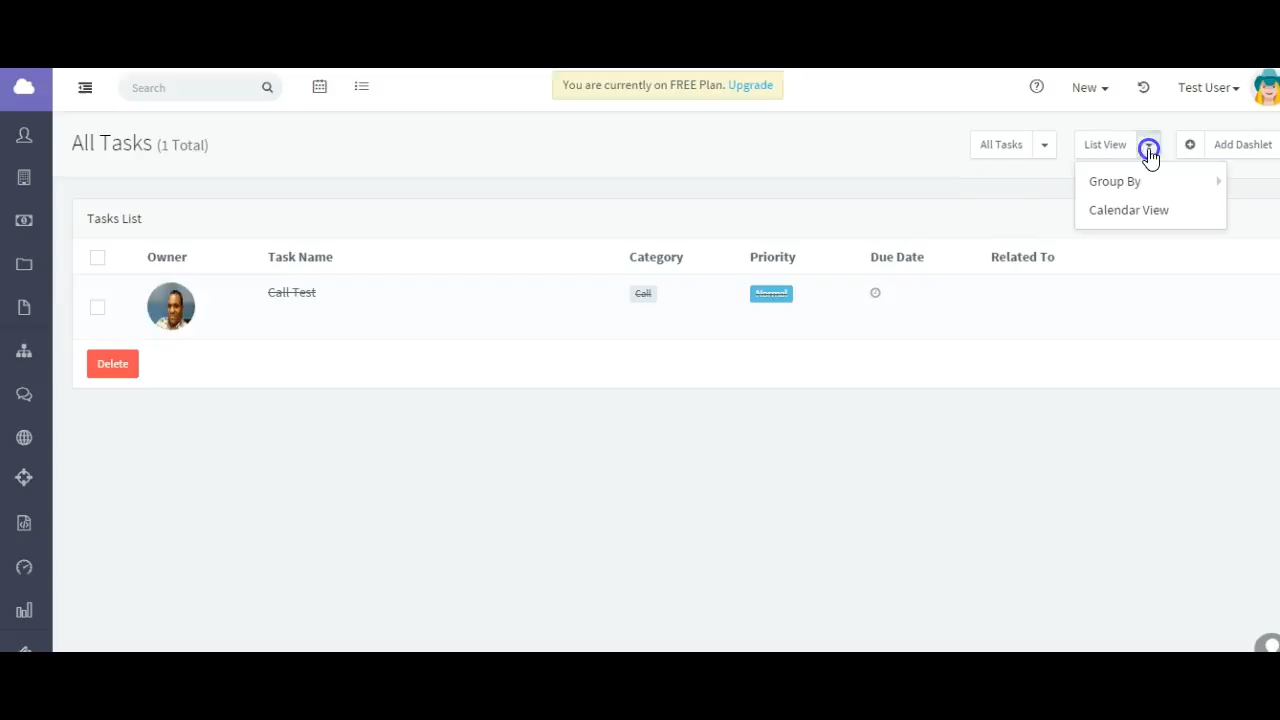 Search
You are currently on FREE Plan. Upgrade
New
Test User
All Tasks (1 Total)
All Tasks
List View
Add Dashlet
Group By
Calendar View
Tasks List
Owner
Task Name
Category
Priority
Due Date
Related To
Call Test
Call
Normal
Delete